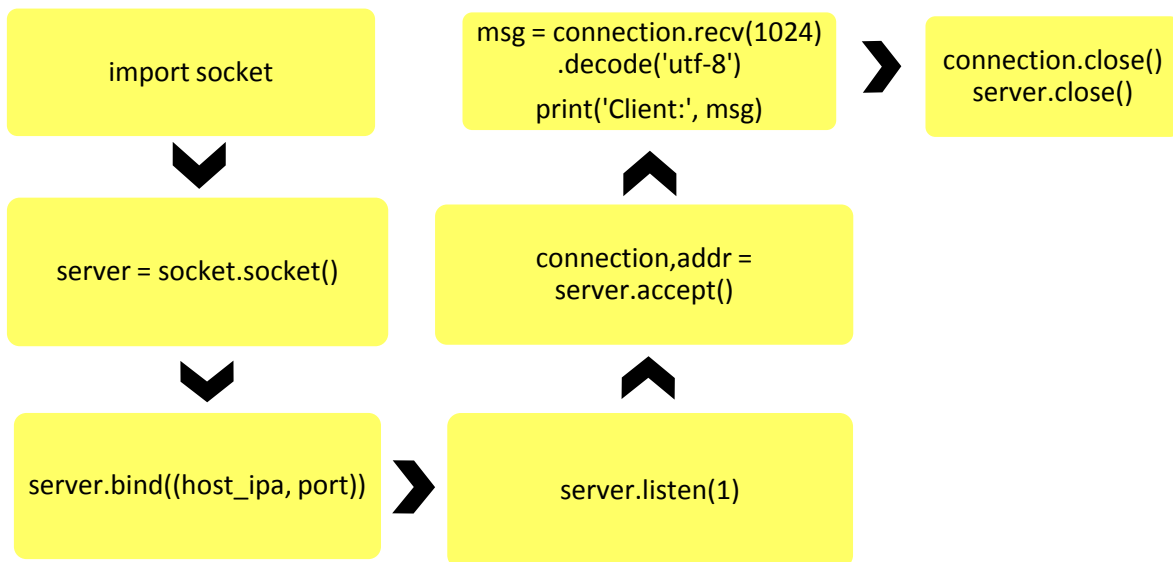 import socket
server = socket.socket()
server.bind((host_ipa, port))
server.listen(1)
connection,addr =
server.accept()
msg = connection.recv(1024)
.decode('utf-8')
print('Client:', msg)
connection.close()
server.close()